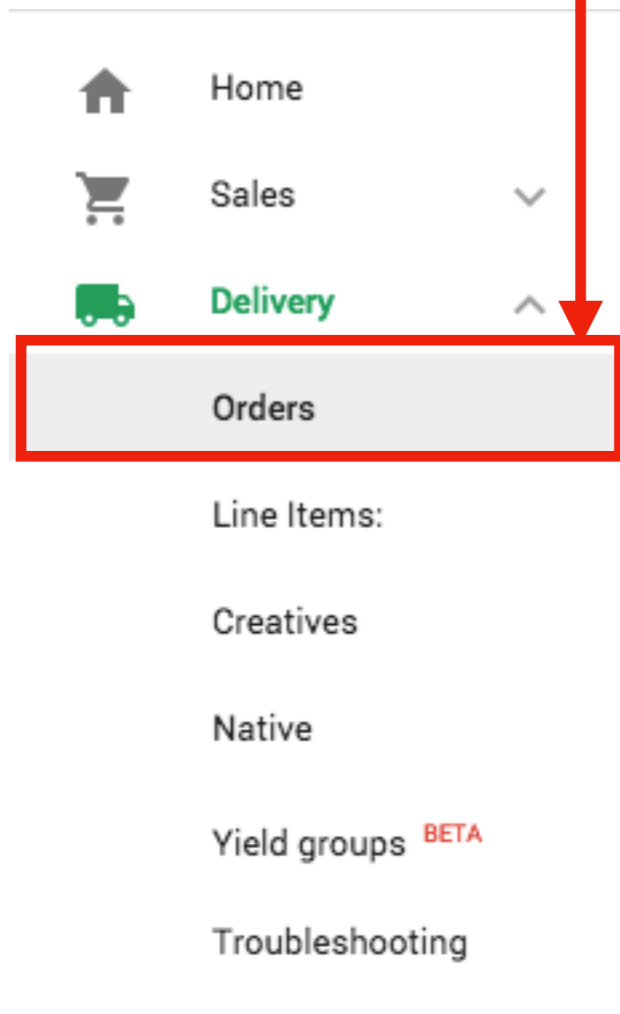 Home
Sales
Delivery
Orders
Line Items:
Creatives
Native
Yield groups BETA
Troubleshooting